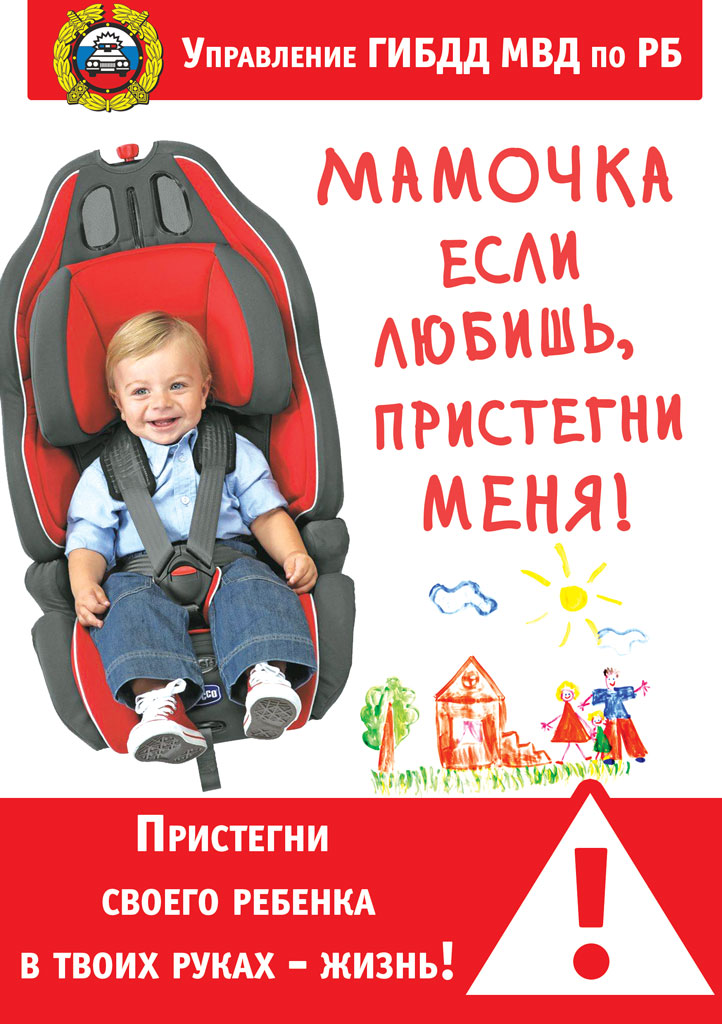 Управление ГИБДД МВД по РБ
МАМОЧКА
ЕСЛИ
ЛЮБИШЬ,
ПРИСТЕГНИ
МЕНЯ!
Пристегни
своего ребенка
в твоих руках – жизнь!